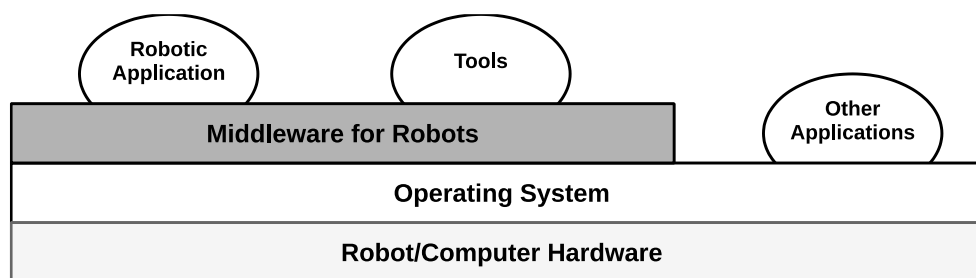 Robotic
Application
Tools
Other
Applications
Middleware for Robots
Operating System
Robot/Computer Hardware